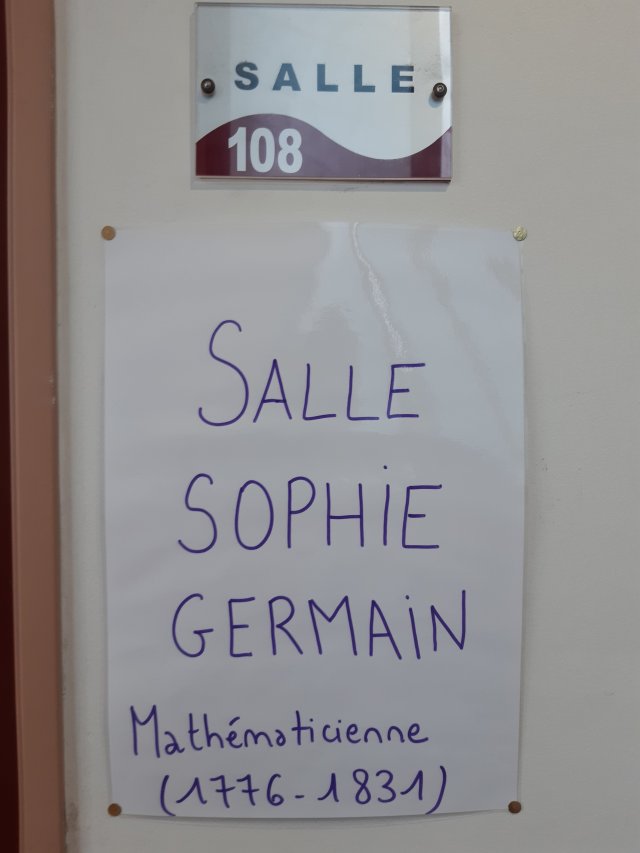 SALLE
108
SALLE
SOPHiE
GERMAiN
Mathématicienne
(1776-1831)